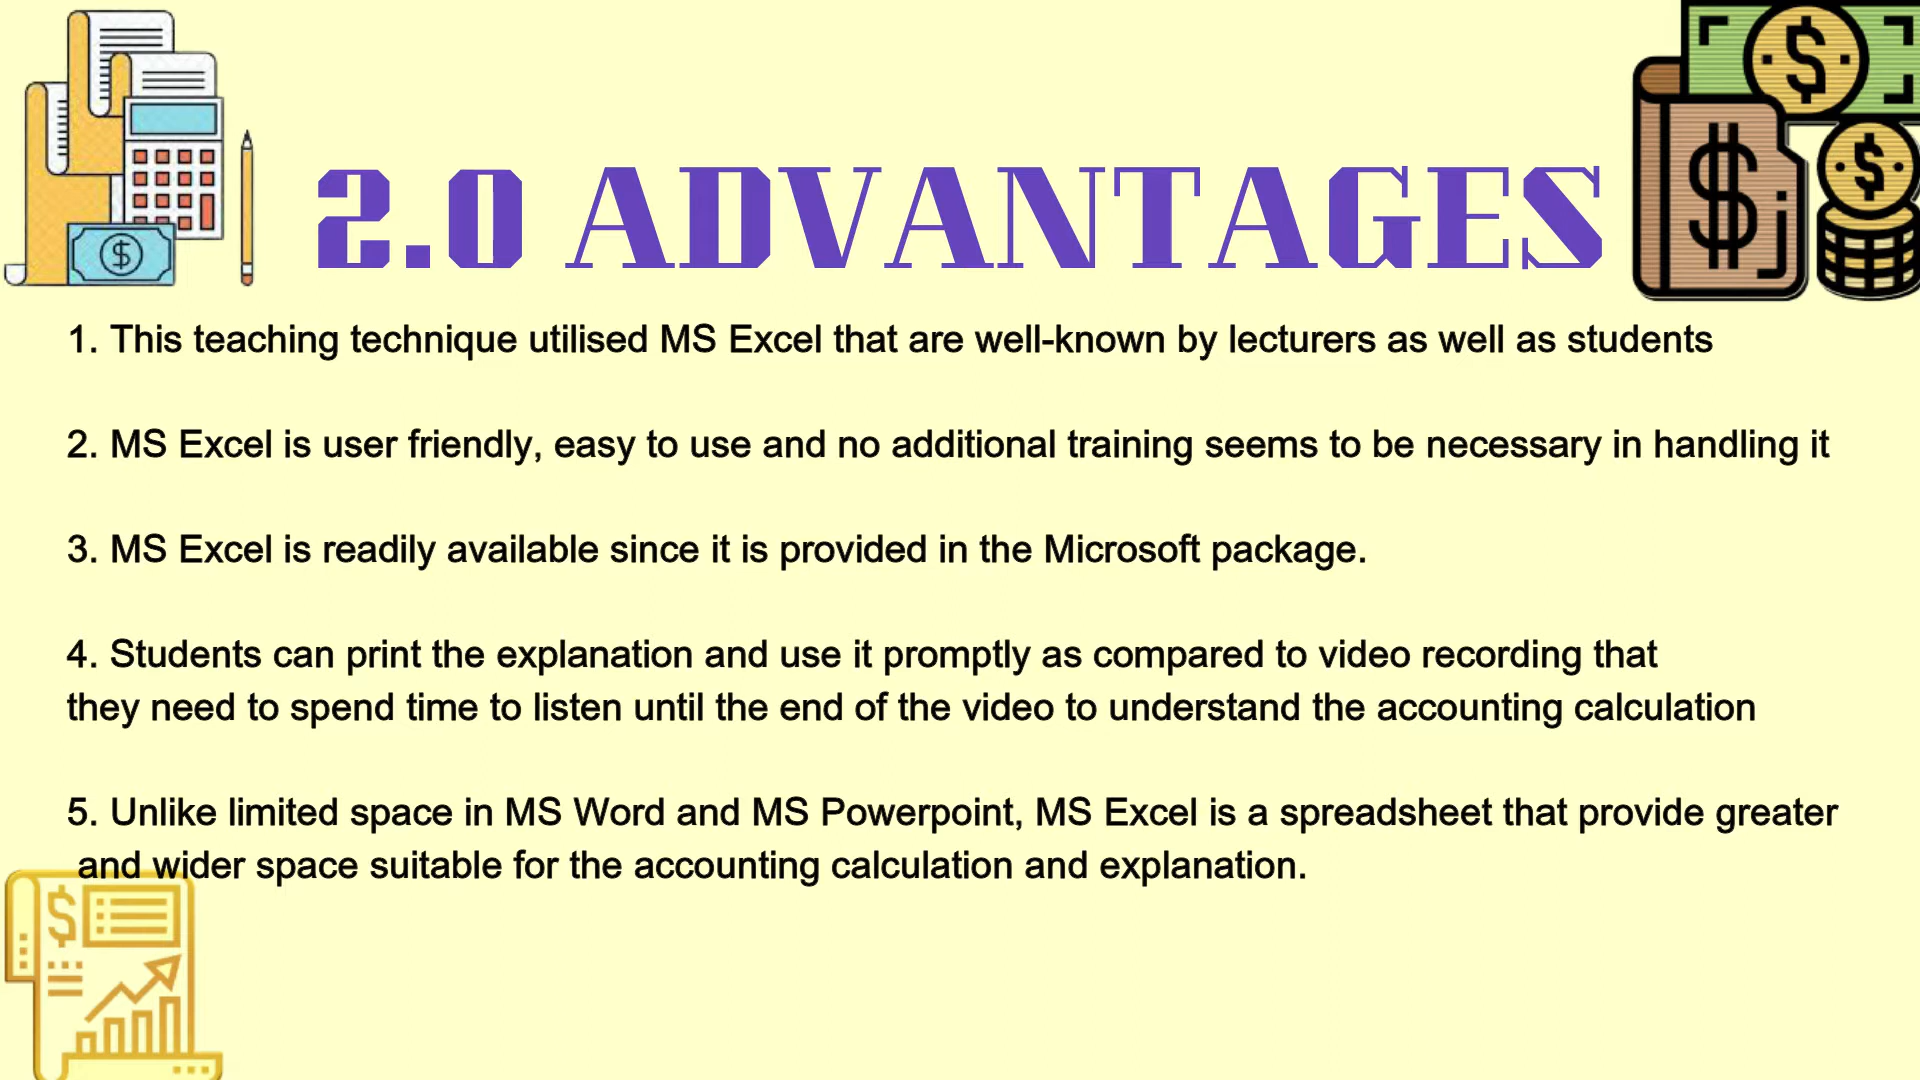 2.0 ADVANTAGES
1. This teaching technique utilised MS Excel that are well-known by lecturers as well as students
2. MS Excel is user friendly, easy to use and no additional training seems to be necessary in handling it
3. MS Excel is readily available since it is provided in the Microsoft package.
4. Students can print the explanation and use it promptly as compared to video recording that
they need to spend time to listen until the end of the video to understand the accounting calculation
5. Unlike limited space in MS Word and MS Powerpoint, MS Excel is a spreadsheet that provide greater
and wider space suitable for the accounting calculation and explanation.